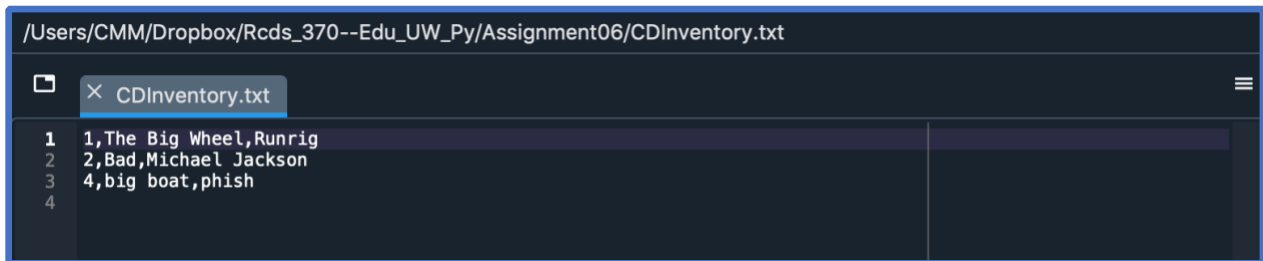 /Users/CMM/Dropbox/Rcds_370--Edu_UW_Py/Assignment06/CDInventory.txt
× CDInventory.txt
1 1,The Big Wheel,Runrig
2 2,Bad,Michael Jackson
3 4,big boat,phish
4